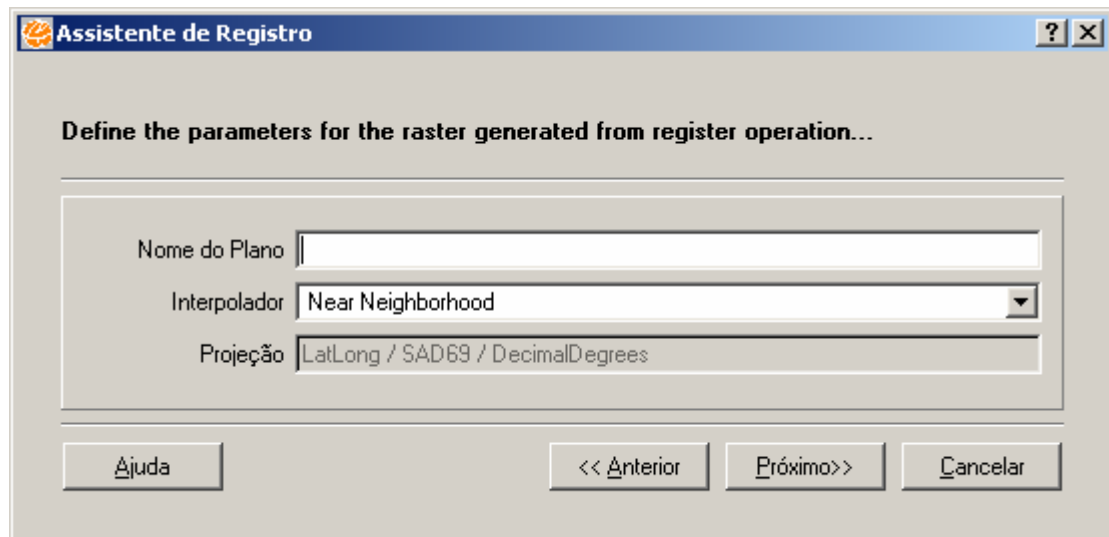 Assistente de Registro
Define the parameters for the raster generated from register operation...
Nome do Plano
Interpolador Near Neighborhood
Projeção LatLong / SAD69 / DecimalDegrees
Ajuda << Anterior Próximo>> Cancelar